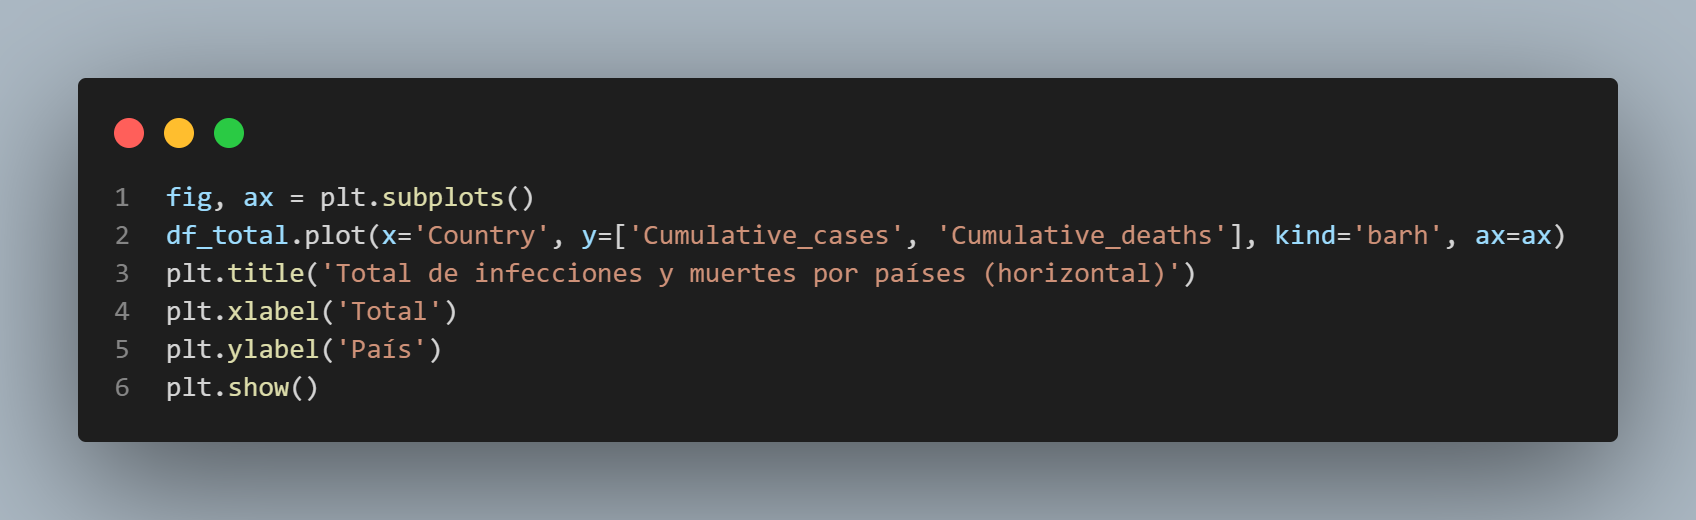 1 fig, ax = plt.subplots()
2 df_total.plot(x='Country', y=['Cumulative_cases', 'Cumulative_deaths'], kind='barh', ax=ax)
3 plt.title('Total de infecciones y muertes por países (horizontal)')
4 plt.xlabel('Total')
5 plt.ylabel('País')
6 plt.show()